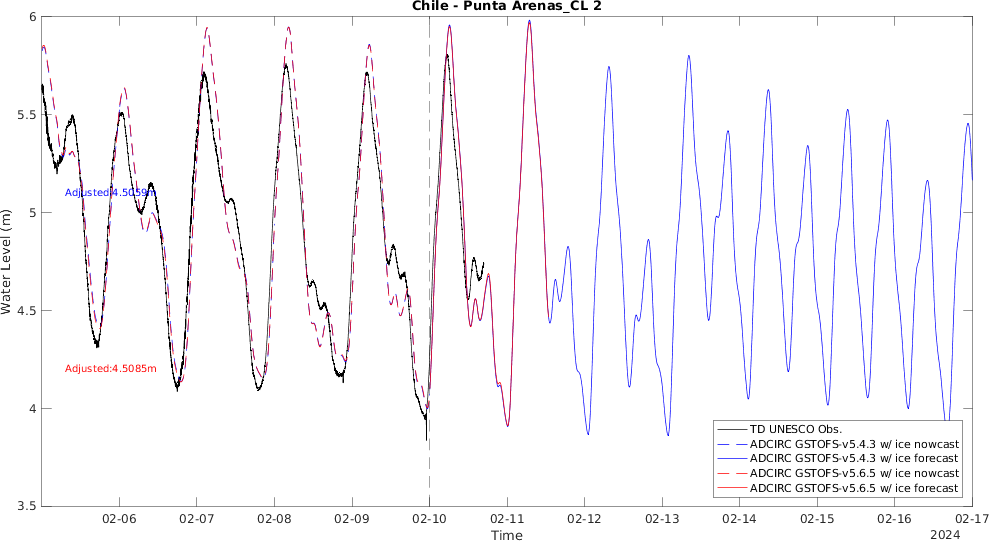 Chile - Punta Arenas_CL 2
6
5.5
5
4.5
4
3.5
Water Level (m)
Adjusted:4.5059m
Adjusted:4.5085m
TD UNESCO Obs.
ADCIRC GSTOFS-v5.4.3 w/ ice nowcast
ADCIRC GSTOFS-v5.4.3 w/ ice forecast
ADCIRC GSTOFS-v5.6.5 w/ ice nowcast
ADCIRC GSTOFS-v5.6.5 w/ ice forecast
02-06 02-07 02-08 02-09 02-10 02-11 02-12 02-13 02-14 02-15 02-16 02-17
Time
2024